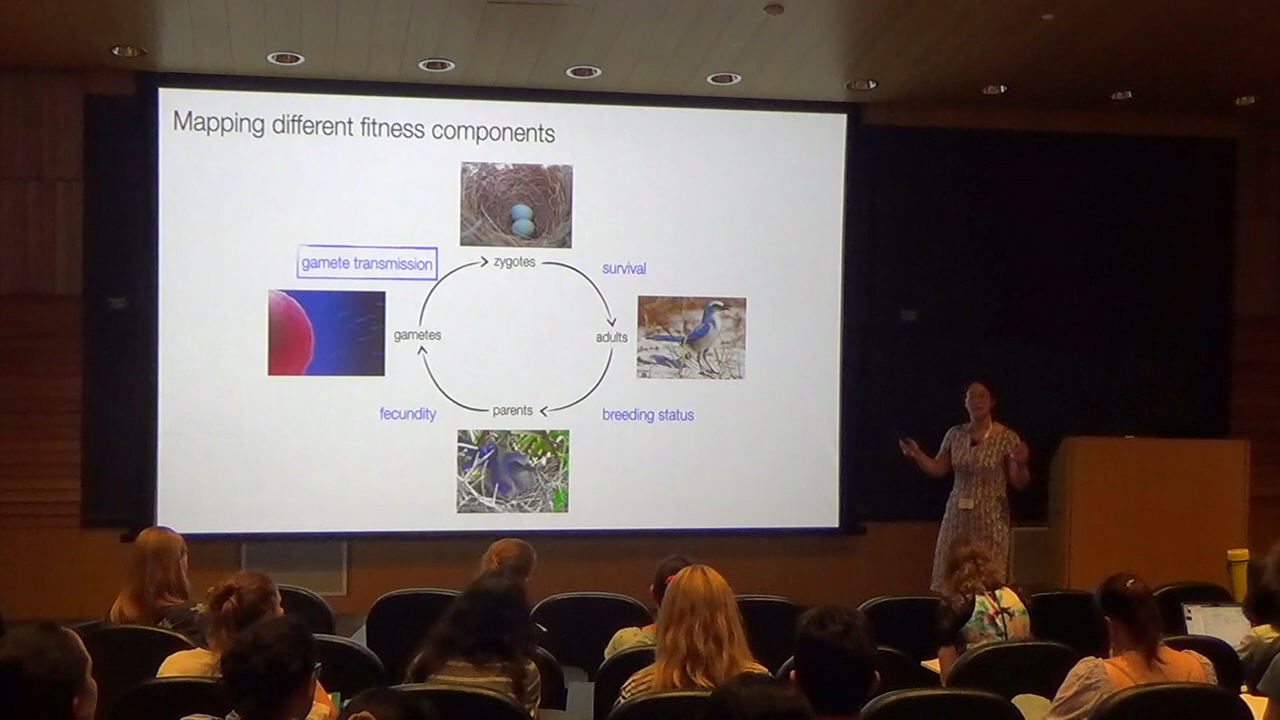 Mapping different fitness components
gamete transmission
zygotes
survival
gametes
adults
fecundity
parents
breeding status